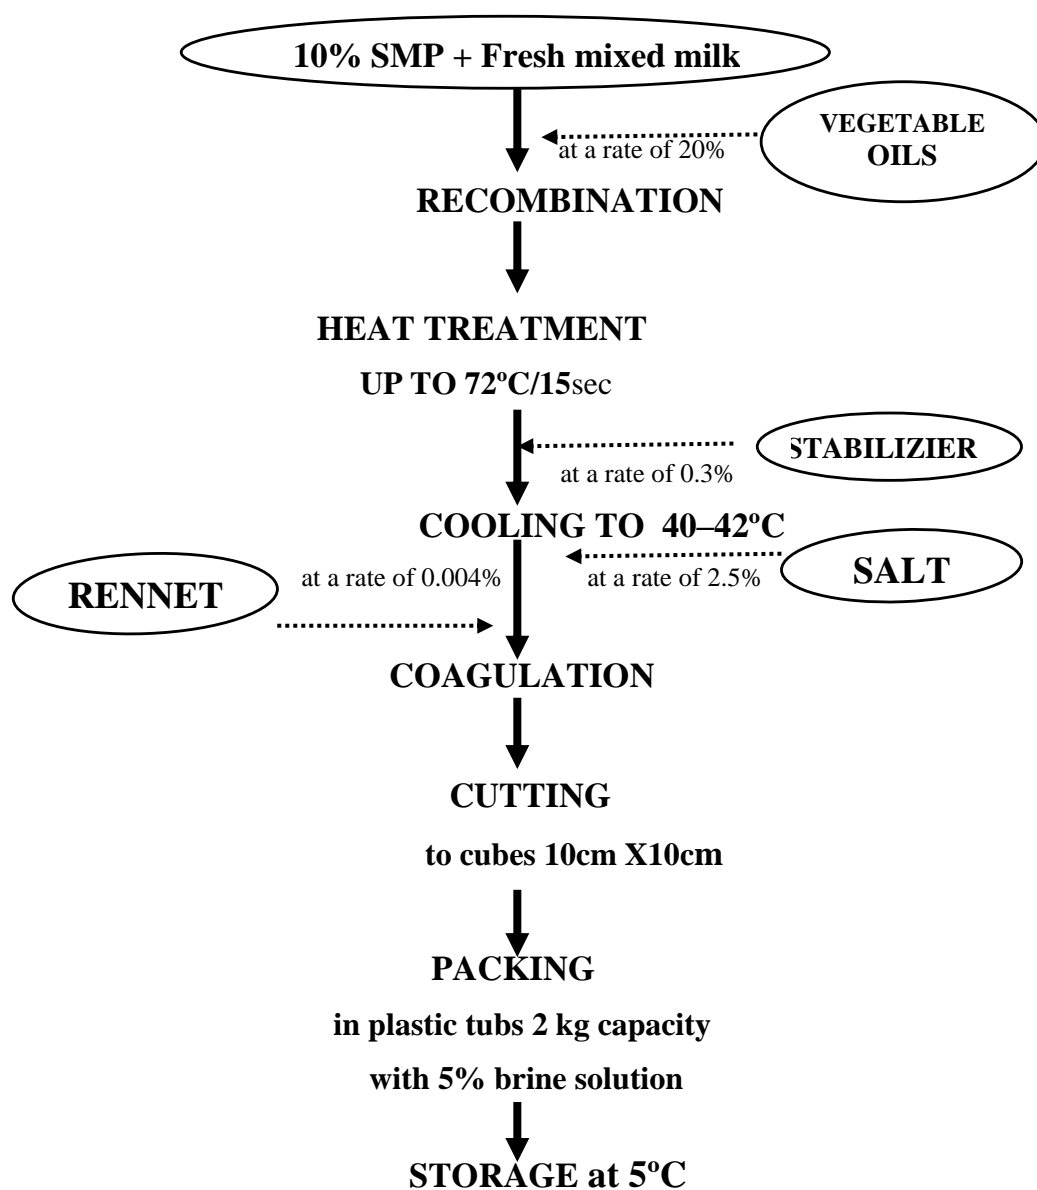 10% SMP + Fresh mixed milk
VEGETABLE
OILS
at a rate of 20%
RECOMBINATION
HEAT TREATMENT
UP TO 72ºC/15sec
STABILIZIER
at a rate of 0.3%
COOLING TO 40–42ºC
SALT
at a rate of 2.5%
at a rate of 0.004%
RENNET
COAGULATION
CUTTING
to cubes 10cm X10cm
PACKING
in plastic tubs 2 kg capacity
with 5% brine solution
STORAGE at 5ºC